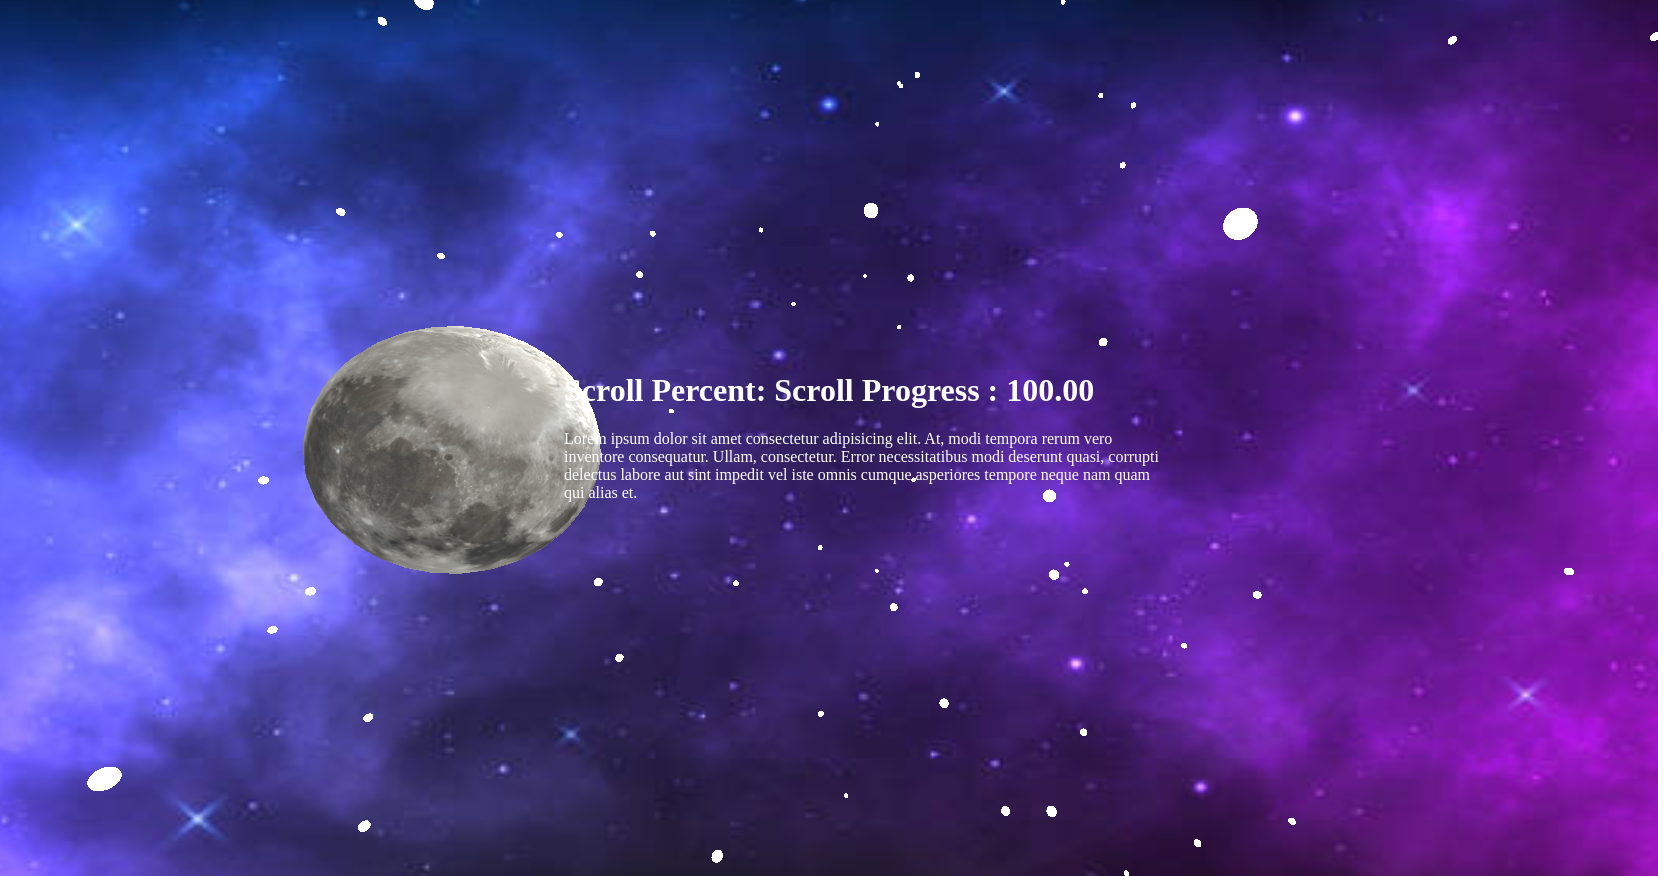 Scroll Percent: Scroll Progress : 100.00
Lorem ipsum dolor sit amet consectetur adipisicing elit. At, modi tempora rerum vero
inventore consequatur. Ullam, consectetur. Error necessitatibus modi deserunt quasi, corrupti
delectus labore aut sint impedit vel iste omnis cumque asperiores tempore neque nam quam
qui alias et.